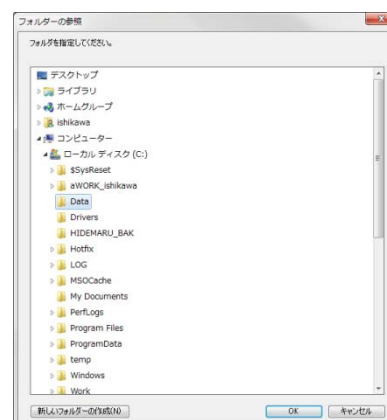 フォルダーの参照
フォルダを指定してください。
デスクトップ
ライブラリ
ホームグループ
ishikawa
コンピューター
ローカル ディスク (C:)
$SysReset
aWORK_ishikawa
Data
Drivers
HIDEMARU_BAK
Hotfix
LOG
MSOCache
My Documents
PerfLogs
Program Files
ProgramData
temp
Windows
Work
新しいフォルダーの作成(N)
OK
キャンセル